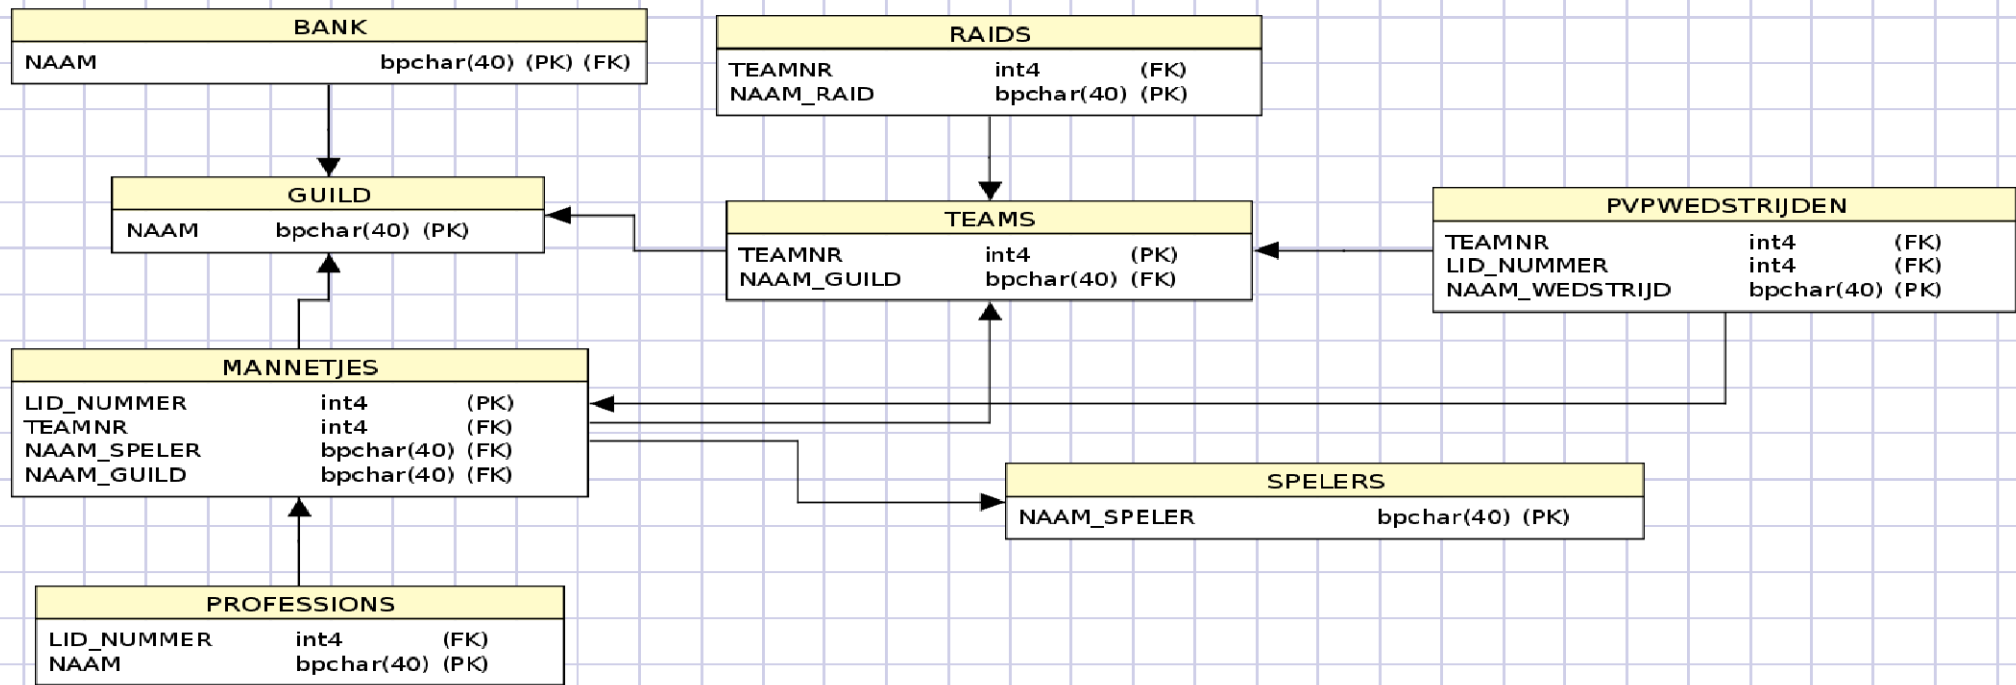 BANK
NAAM bpchar(40) (PK) (FK)
RAIDS
TEAMNR int4 (FK)
NAAM_RAID bpchar(40) (PK)
GUILD
NAAM bpchar(40) (PK)
TEAMS
TEAMNR int4 (PK)
NAAM_GUILD bpchar(40) (FK)
PVPWEDSTRIJDEN
TEAMNR int4 (FK)
LID_NUMMER int4 (FK)
NAAM_WEDSTRIJD bpchar(40) (PK)
MANNETJES
LID_NUMMER int4 (PK)
TEAMNR int4 (FK)
NAAM_SPELER bpchar(40) (FK)
NAAM_GUILD bpchar(40) (FK)
SPELERS
NAAM_SPELER bpchar(40) (PK)
PROFESSIONS
LID_NUMMER int4 (FK)
NAAM bpchar(40) (PK)